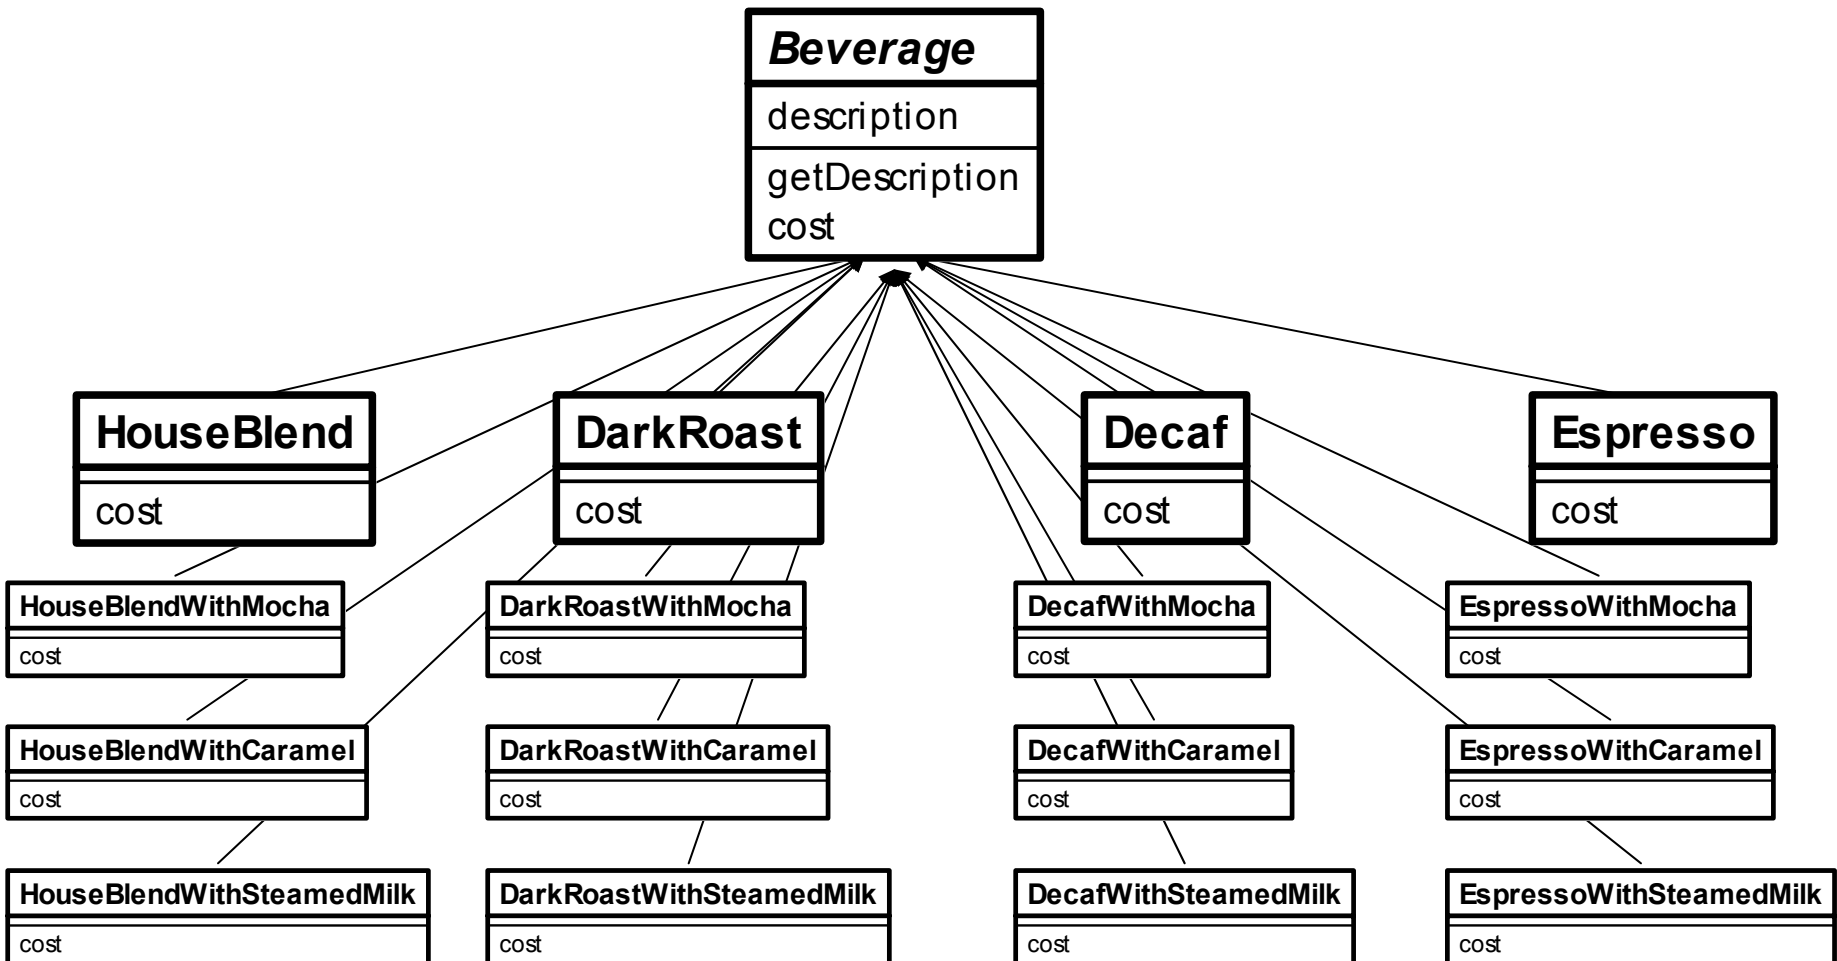 Beverage
description
getDescription
cost
HouseBlend
cost
DarkRoast
cost
Decaf
cost
Espresso
cost
HouseBlendWithMocha
cost
DarkRoastWithMocha
cost
DecafWithMocha
cost
EspressoWithMocha
cost
HouseBlendWithCaramel
cost
DarkRoastWithCaramel
cost
DecafWithCaramel
cost
EspressoWithCaramel
cost
HouseBlendWithSteamedMilk
cost
DarkRoastWithSteamedMilk
cost
DecafWithSteamedMilk
cost
EspressoWithSteamedMilk
cost